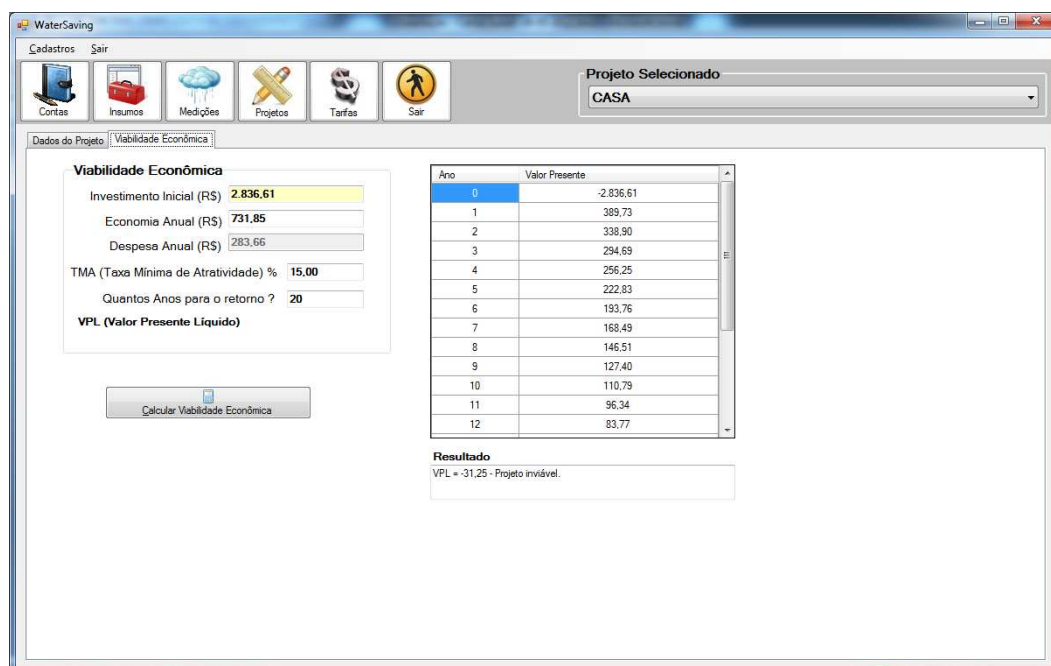 WaterSaving
Cadastros Sair
Contas Insumos Medições Projetos Tarifas Sair
Projeto Selecionado
CASA
Dados do Projeto Viabilidade Econômica
Viabilidade Econômica
Investimento Inicial (R$) 2.836,61
Economia Anual (R$) 731,85
Despesa Anual (R$) 283,66
TMA (Taxa Mínima de Atratividade) % 15,00
Quantos Anos para o retorno ? 20
VPL (Valor Presente Líquido)
Calcular Viabilidade Econômica
Ano Valor Presente
0 -2.836,61
1 389,73
2 338,90
3 294,69
4 256,25
5 222,83
6 193,76
7 168,49
8 146,51
9 127,40
10 110,79
11 96,34
12 83,77
Resultado
VPL = -31,25 - Projeto inviável.